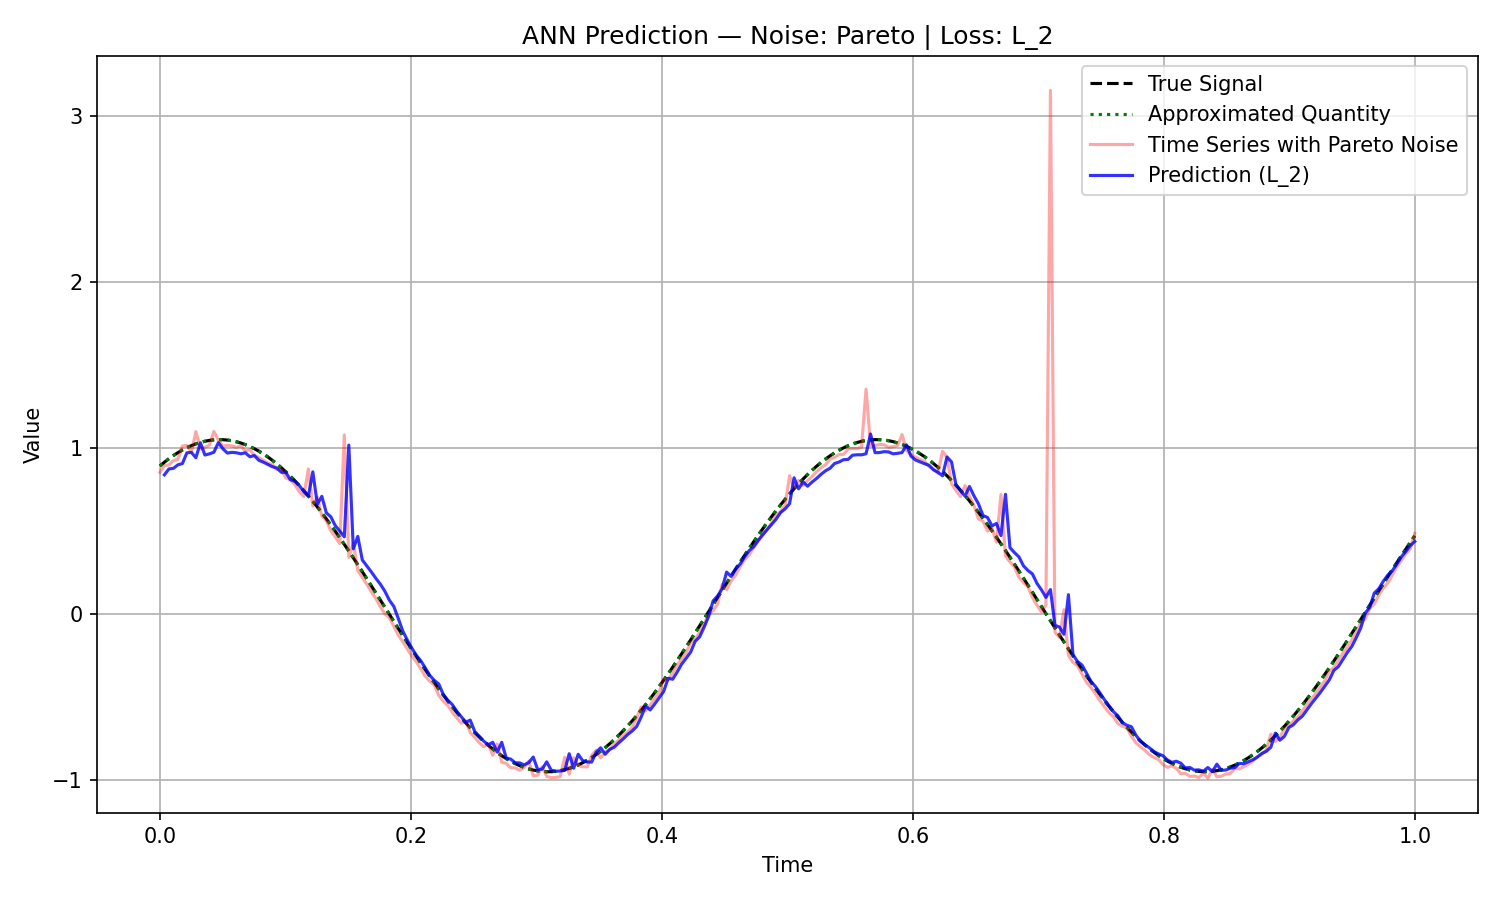 ANN Prediction — Noise: Pareto | Loss: L_2
True Signal
Approximated Quantity
Time Series with Pareto Noise
Prediction (L_2)
Value
3
2
1
0
−1
0.0 0.2 0.4 0.6 0.8 1.0
Time